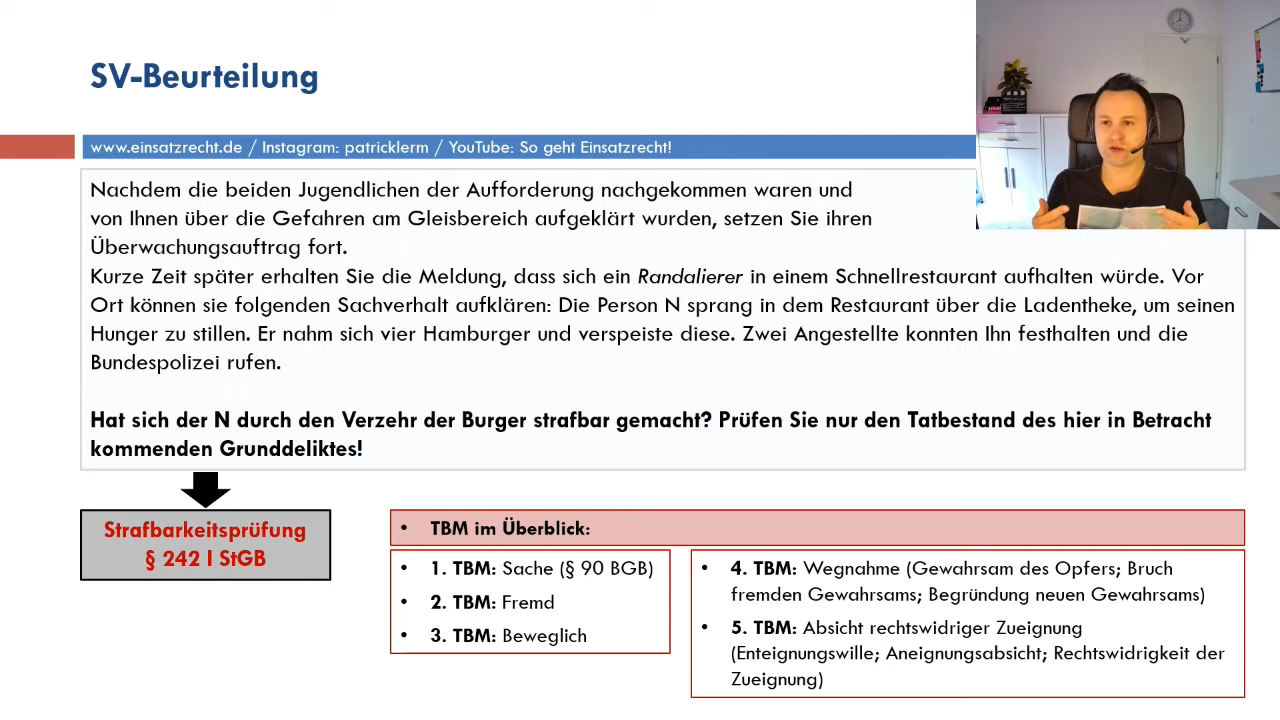 SV-Beurteilung
www.einsatzrecht.de / Instagram: patricklerm / YouTube: So geht Einsatzrecht!
Nachdem die beiden Jugendlichen der Aufforderung nachgekommen waren und
von Ihnen über die Gefahren am Gleisbereich aufgeklärt wurden, setzen Sie ihren
Überwachungsauftrag fort.
Kurze Zeit später erhalten Sie die Meldung, dass sich ein Randalierer in einem Schnellrestaurant aufhalten würde. Vor
Ort können sie folgenden Sachverhalt aufklären: Die Person N sprang in dem Restaurant über die Ladentheke, um seinen
Hunger zu stillen. Er nahm sich vier Hamburger und verspeiste diese. Zwei Angestellte konnten Ihn festhalten und die
Bundespolizei rufen.
Hat sich der N durch den Verzehr der Burger strafbar gemacht? Prüfen Sie nur den Tatbestand des hier in Betracht
kommenden Grunddeliktes!
Strafbarkeitsprüfung
§ 242 I StGB
• TBM im Überblick:
• 1. TBM: Sache (§ 90 BGB)
• 2. TBM: Fremd
• 3. TBM: Beweglich
• 4. TBM: Wegnahme (Gewahrsam des Opfers; Bruch
fremden Gewahrsams; Begründung neuen Gewahrsams)
• 5. TBM: Absicht rechtswidriger Zueignung
(Enteignungswille; Aneignungsabsicht; Rechtswidrigkeit der
Zueignung)